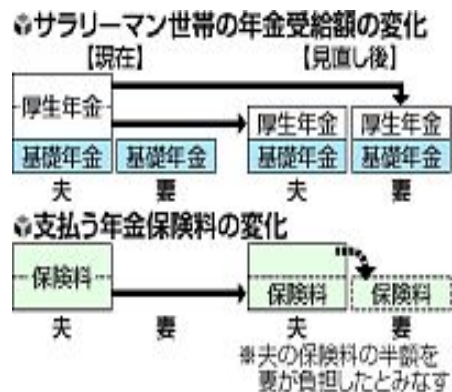 サラリーマン世帯の年金受給額の変化
【現在】 【見直し後】
厚生年金 厚生年金 厚生年金
基礎年金 基礎年金 基礎年金 基礎年金
夫 妻 夫 妻
支払う年金保険料の変化
保険料 保険料 保険料
夫 妻 夫 妻
※夫の保険料の半額を
妻が負担したとみなす